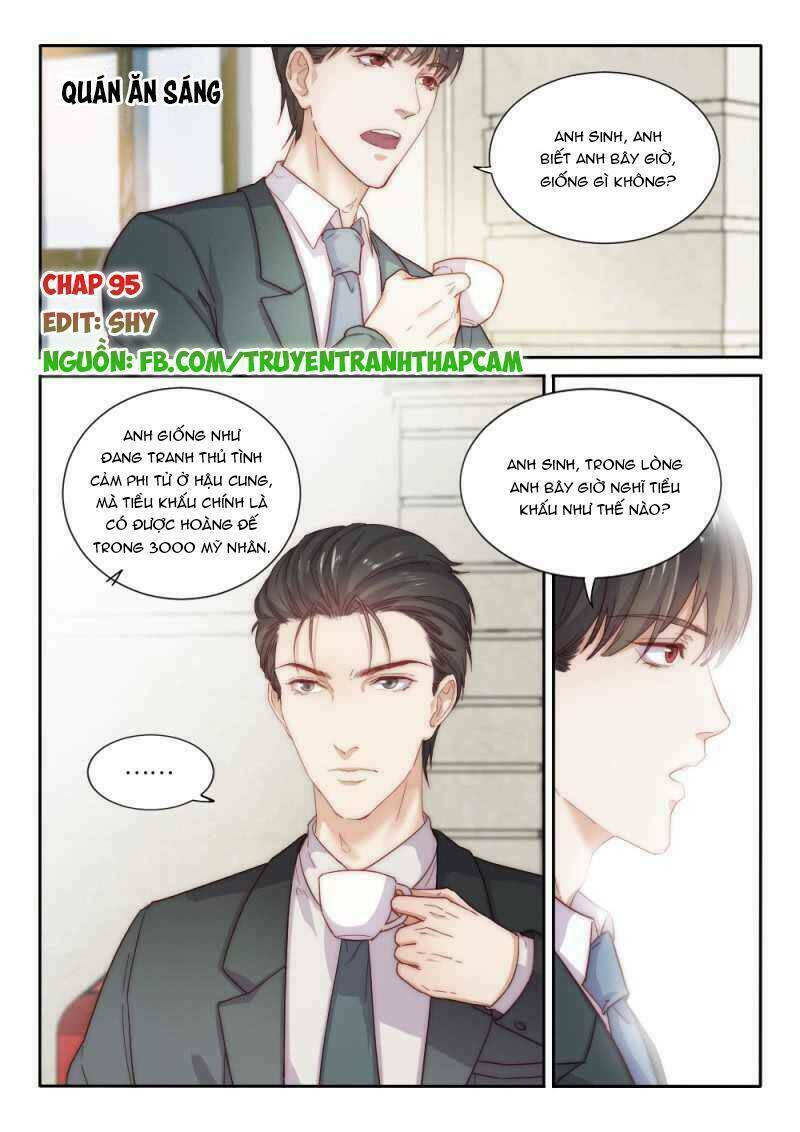 QUÁN ĂN SÁNG
ANH SINH, ANH
BIẾT ANH BÂY GIỜ,
GIỐNG GÌ KHÔNG?
CHAP 95
EDIT: SHY
NGUỒN: FB.COM/TRUYENTRANHTHAPCAM
ANH GIỐNG NHƯ
ĐANG TRANH THỦ TÌNH
CẢM PHI TỬ Ở HẬU CUNG,
MÀ TIỂU KHẤU CHÍNH LÀ
CÓ ĐƯỢC HOÀNG ĐẾ
TRONG 3000 MỸ NHÂN.
ANH SINH, TRONG LÒNG
ANH BÂY GIỜ NGHĨ TIỂU
KHẤU NHƯ THẾ NÀO?
......